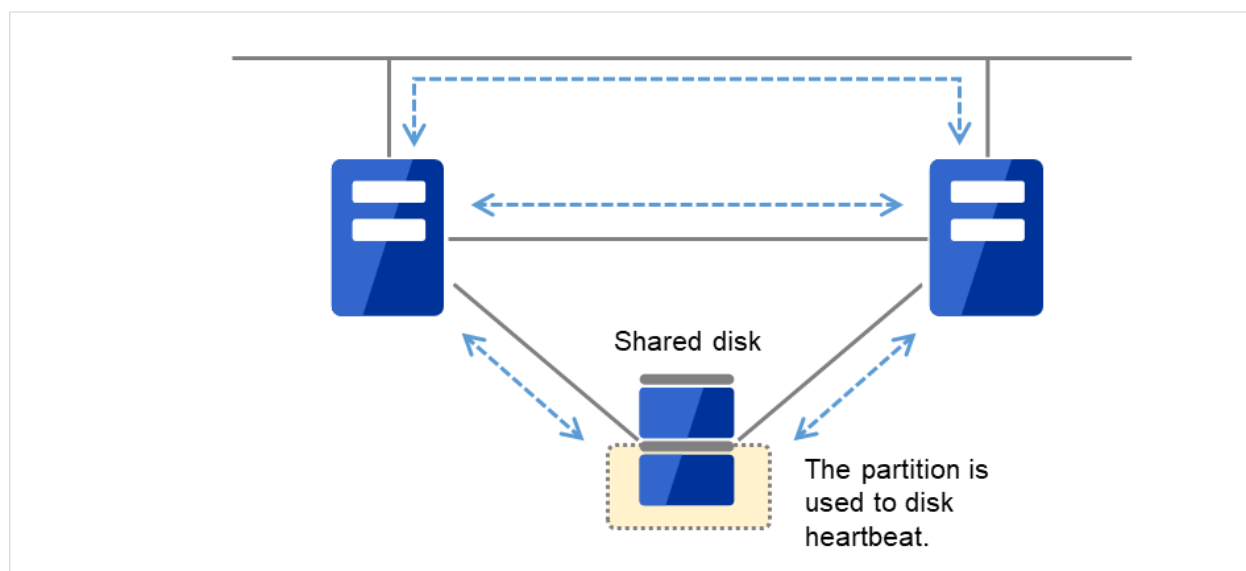 Shared disk
The partition is
used to disk
heartbeat.